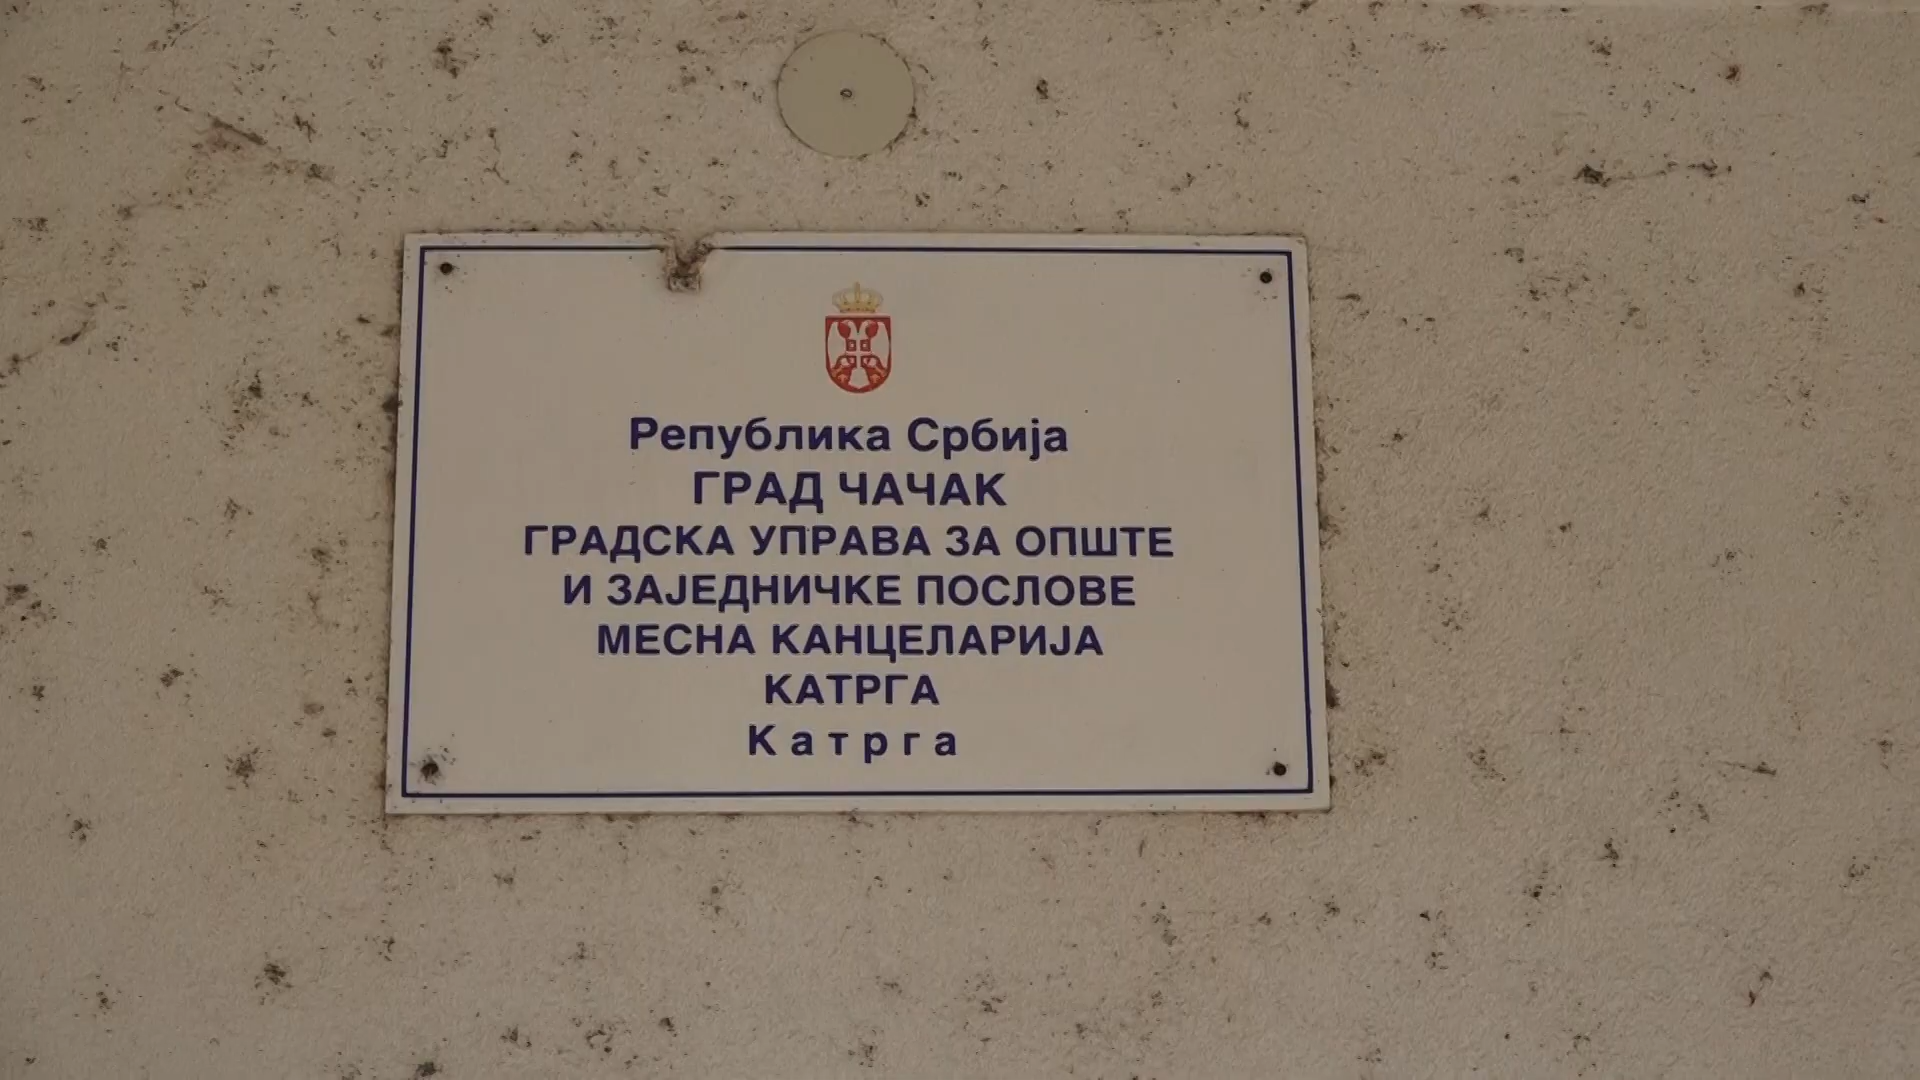 Република Србија
ГРАД ЧАЧАК
ГРАДСКА УПРАВА ЗА ОПШТЕ
И ЗАЈЕДНИЧКЕ ПОСЛОВЕ
МЕСНА КАНЦЕЛАРИЈА
КАТРГА
Катрга